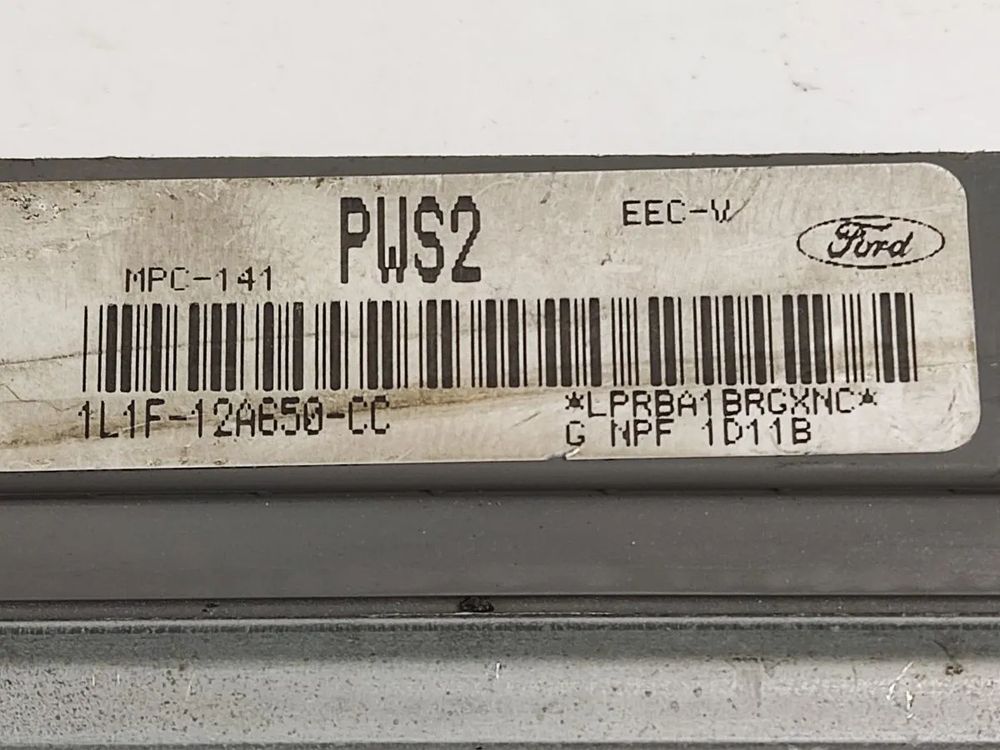 PWS2
EEC-V
Ford
MPC-141
1L1F-12A650-CC
*LPRBA1BRGXNC*
G NPF 1D11B